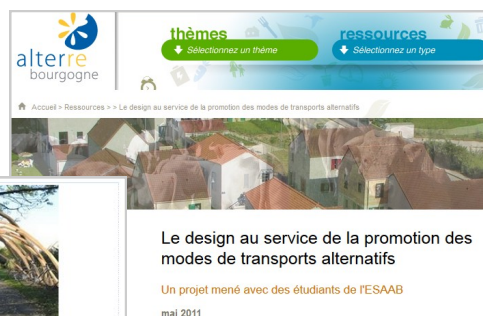 alterre
bourgogne
thèmes
Sélectionnez un thème
ressources
Sélectionnez un type
Accueil > Ressources > > Le design au service de la promotion des modes de transports alternatifs
Le design au service de la promotion des
modes de transports alternatifs
Un projet mené avec des étudiants de l'ESAAB
mai 2011